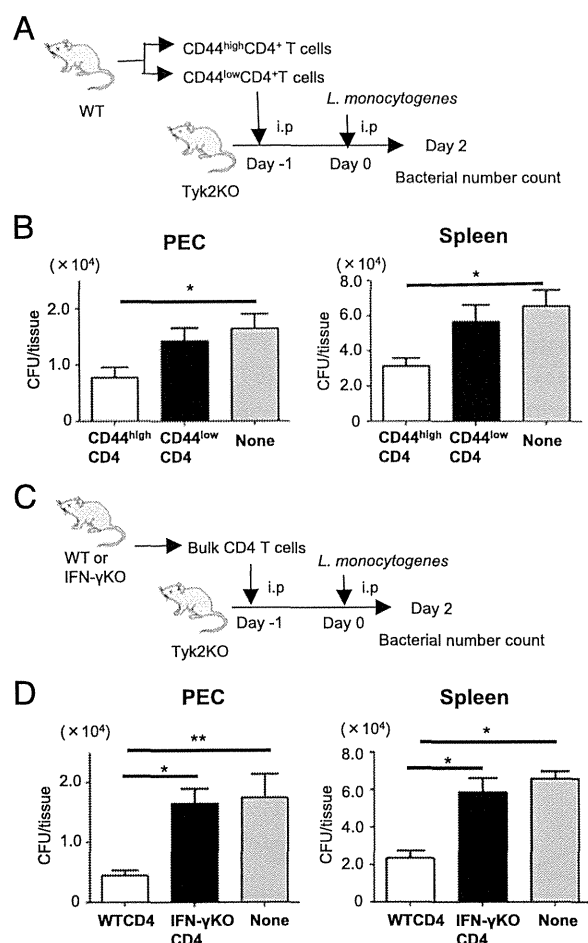 A
CD44highCD4+ T cells
CD44lowCD4+T cells
WT
L. monocytogenes
i.p
i.p
Day -1
Day 0
Day 2
Tyk2KO
Bacterial number count
B
PEC
(×10⁴)
CFU/tissue
2.0
1.0
0
*
CD44high CD44low None
CD4 CD4
Spleen
(×10⁴)
CFU/tissue
8.0
6.0
4.0
2.0
0
*
CD44high CD44low None
CD4 CD4
C
WT or
IFN-γKO
Bulk CD4 T cells
L. monocytogenes
i.p
i.p
Day -1
Day 0
Day 2
Tyk2KO
Bacterial number count
D
PEC
(×10⁴)
CFU/tissue
2.0
1.0
0
**
*
WTCD4 IFN-γKO None
CD4
Spleen
(×10⁴)
CFU/tissue
8.0
6.0
4.0
2.0
0
*
*
WTCD4 IFN-γKO None
CD4